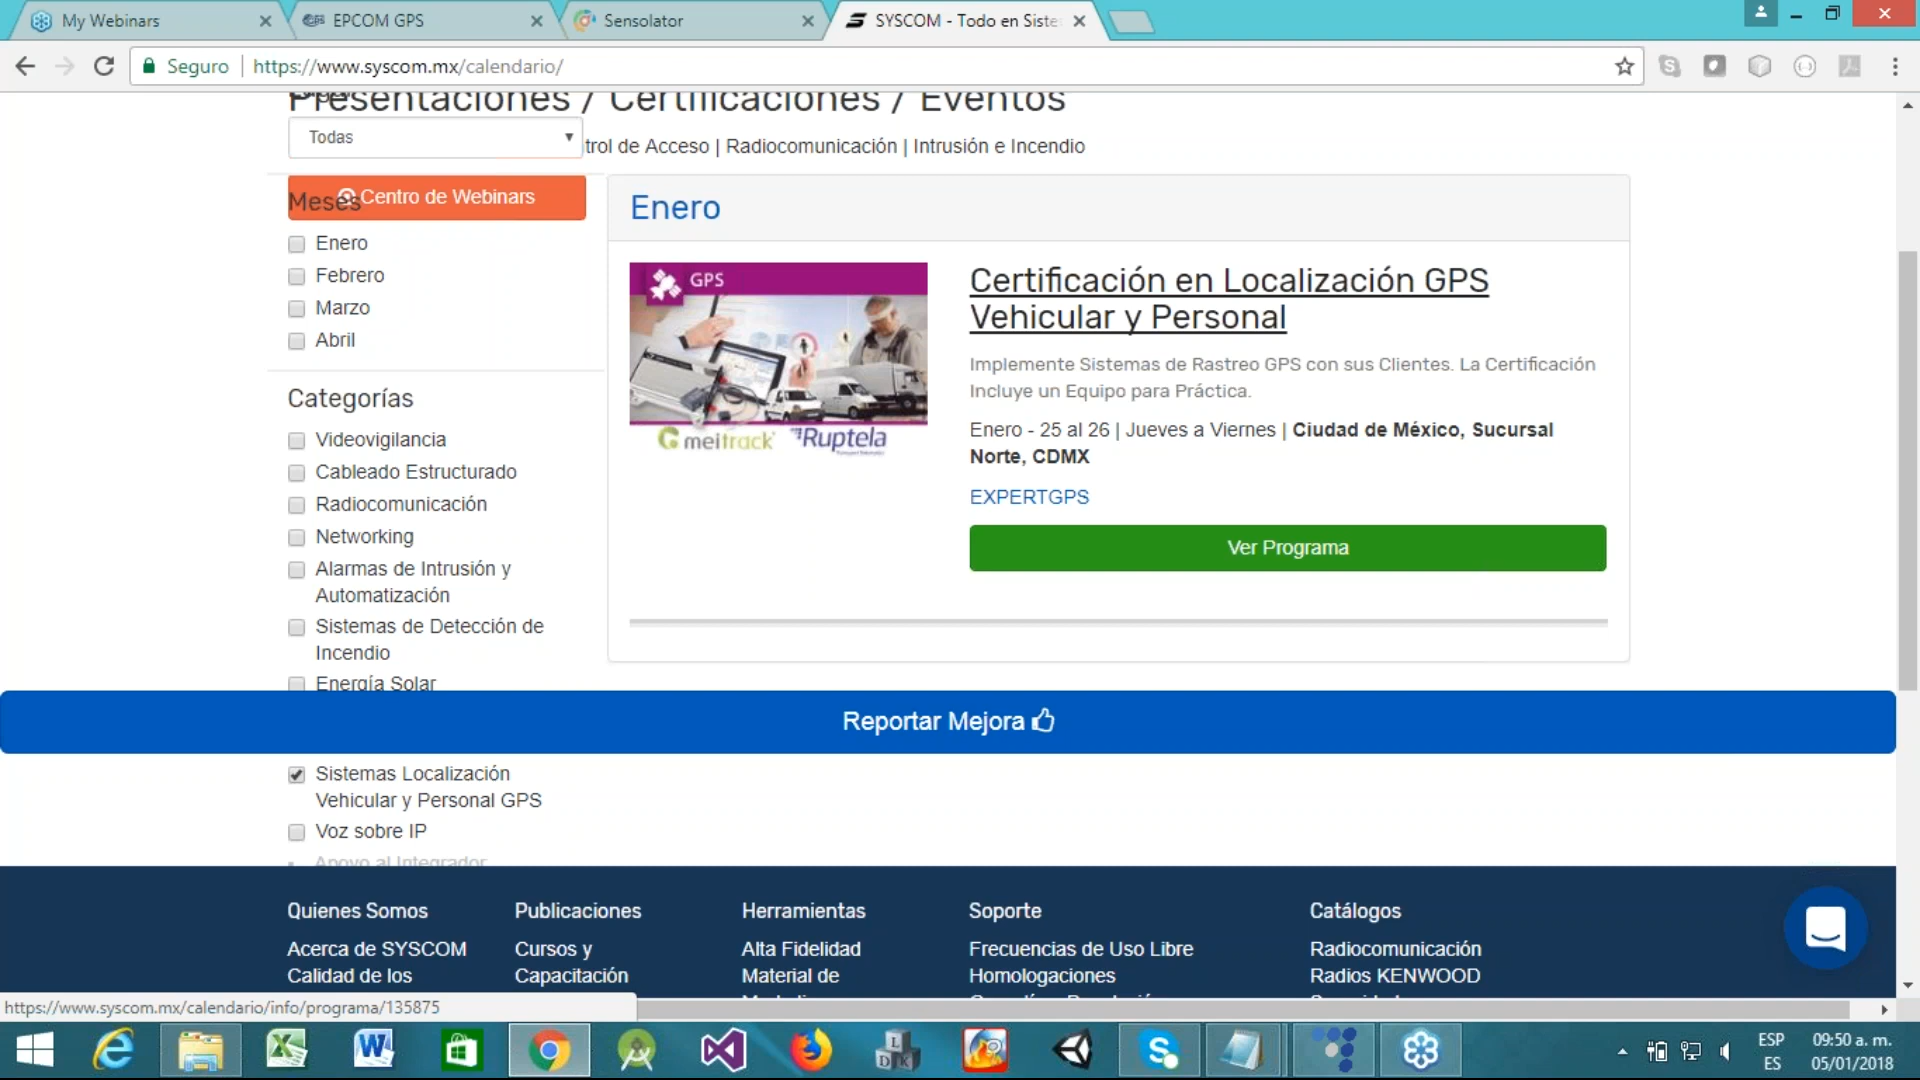 My Webinars
EPCOM GPS
Sensolator
SYSCOM - Todo en Siste
Seguro
https://www.syscom.mx/calendario/
Presentaciones / Certificaciones / Eventos
Todas
trol de Acceso | Radiocomunicación | Intrusión e Incendio
Meses
Centro de Webinars
Enero
Febrero
Marzo
Abril
Categorías
Videovigilancia
Cableado Estructurado
Radiocomunicación
Networking
Alarmas de Intrusión y
Automatización
Sistemas de Detección de
Incendio
Energía Solar
Enero
GPS
meitrack
Ruptela
Certificación en Localización GPS
Vehicular y Personal
Implemente Sistemas de Rastreo GPS con sus Clientes. La Certificación
Incluye un Equipo para Práctica.
Enero - 25 al 26 | Jueves a Viernes | Ciudad de México, Sucursal
Norte, CDMX
EXPERTGPS
Ver Programa
Reportar Mejora
Sistemas Localización
Vehicular y Personal GPS
Voz sobre IP
Apoyo al Integrador
Quienes Somos
Acerca de SYSCOM
Calidad de los
Publicaciones
Cursos y
Capacitación
Herramientas
Alta Fidelidad
Material de
Soporte
Frecuencias de Uso Libre
Homologaciones
Catálogos
Radiocomunicación
Radios KENWOOD
https://www.syscom.mx/calendario/info/programa/135875
ESP
ES
09:50 a. m.
05/01/2018